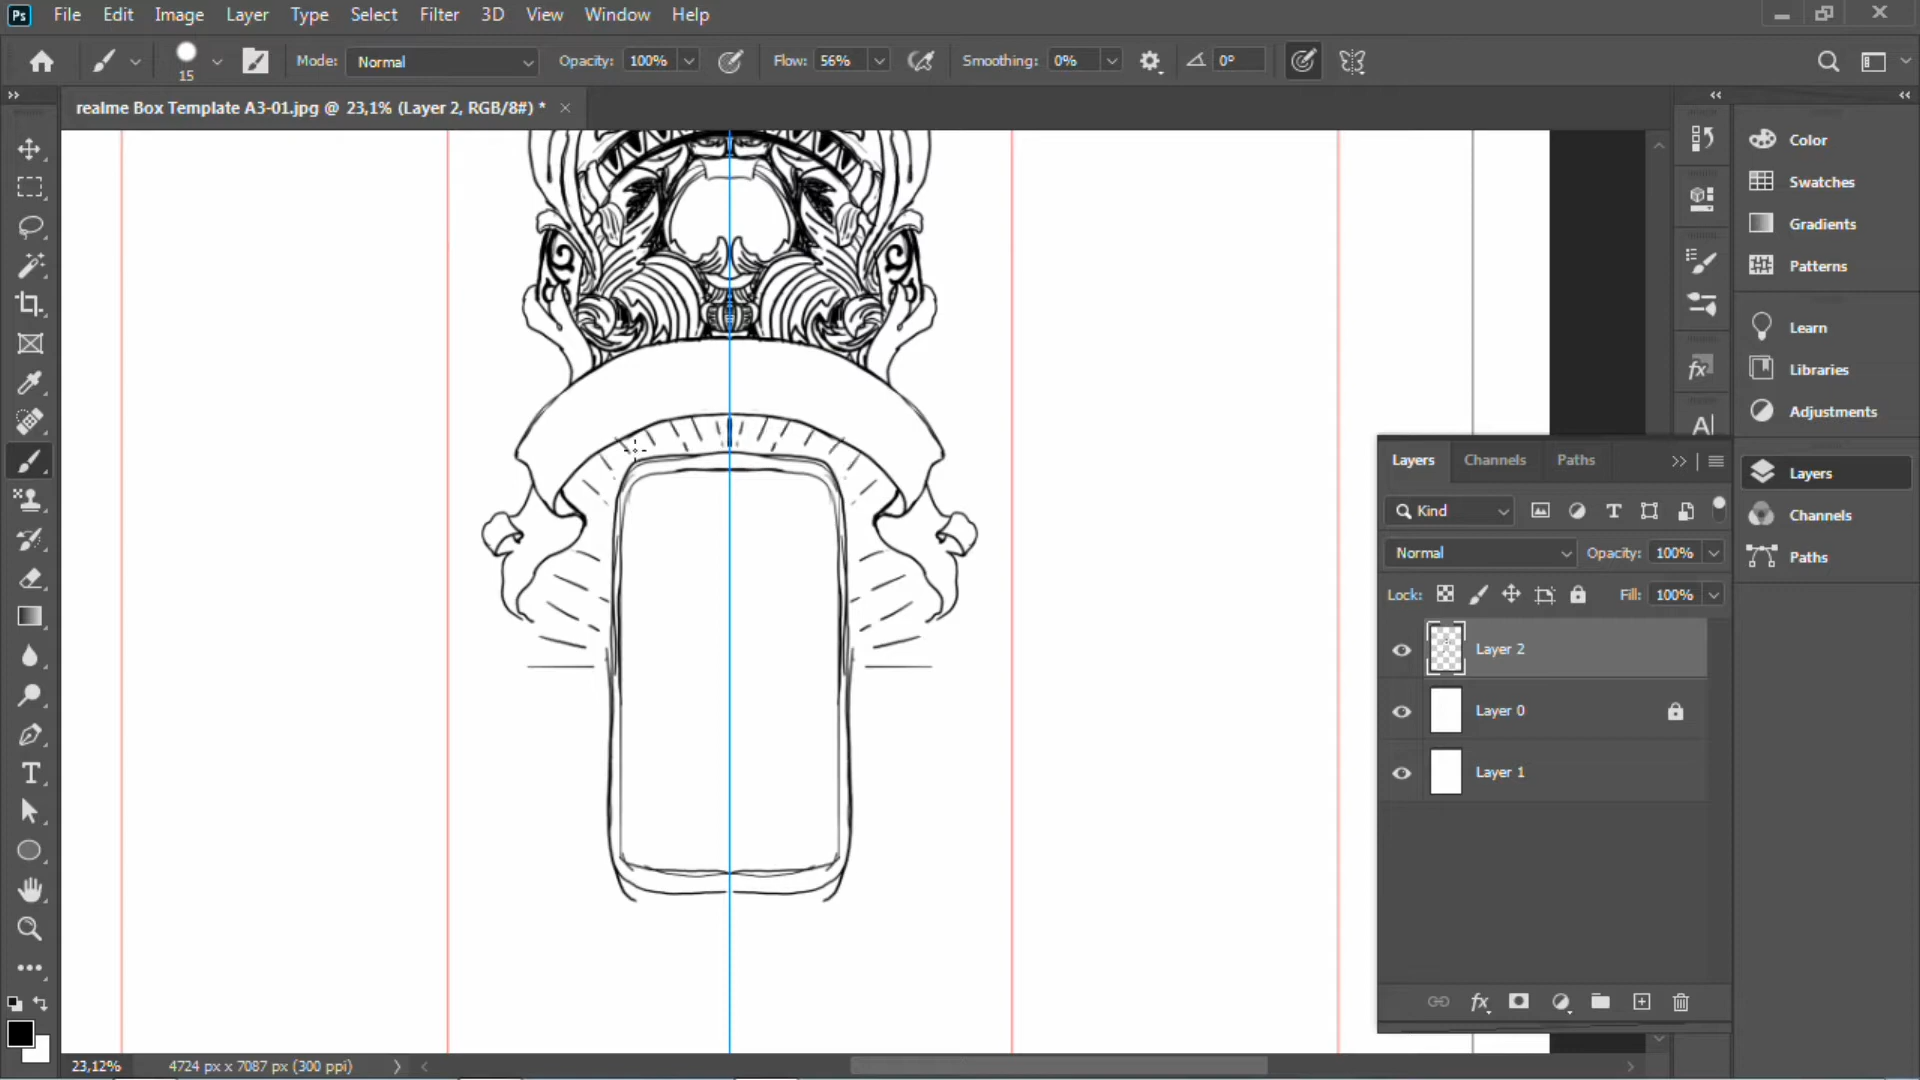 Ps File Edit Image Layer Type Select Filter 3D View Window Help
15 Mode: Normal Opacity: 100% Flow: 56% Smoothing: 0% 0°
realme Box Template A3-01.jpg @ 23,1% (Layer 2, RGB/8#) *
Color
Swatches
Gradients
Patterns
Learn
Libraries
Adjustments
Layers
Channels
Paths
Layers Channels Paths
Kind
Normal Opacity: 100%
Lock: Fill: 100%
Layer 2
Layer 0
Layer 1
23,12% 4724 px x 7087 px (300 ppi)